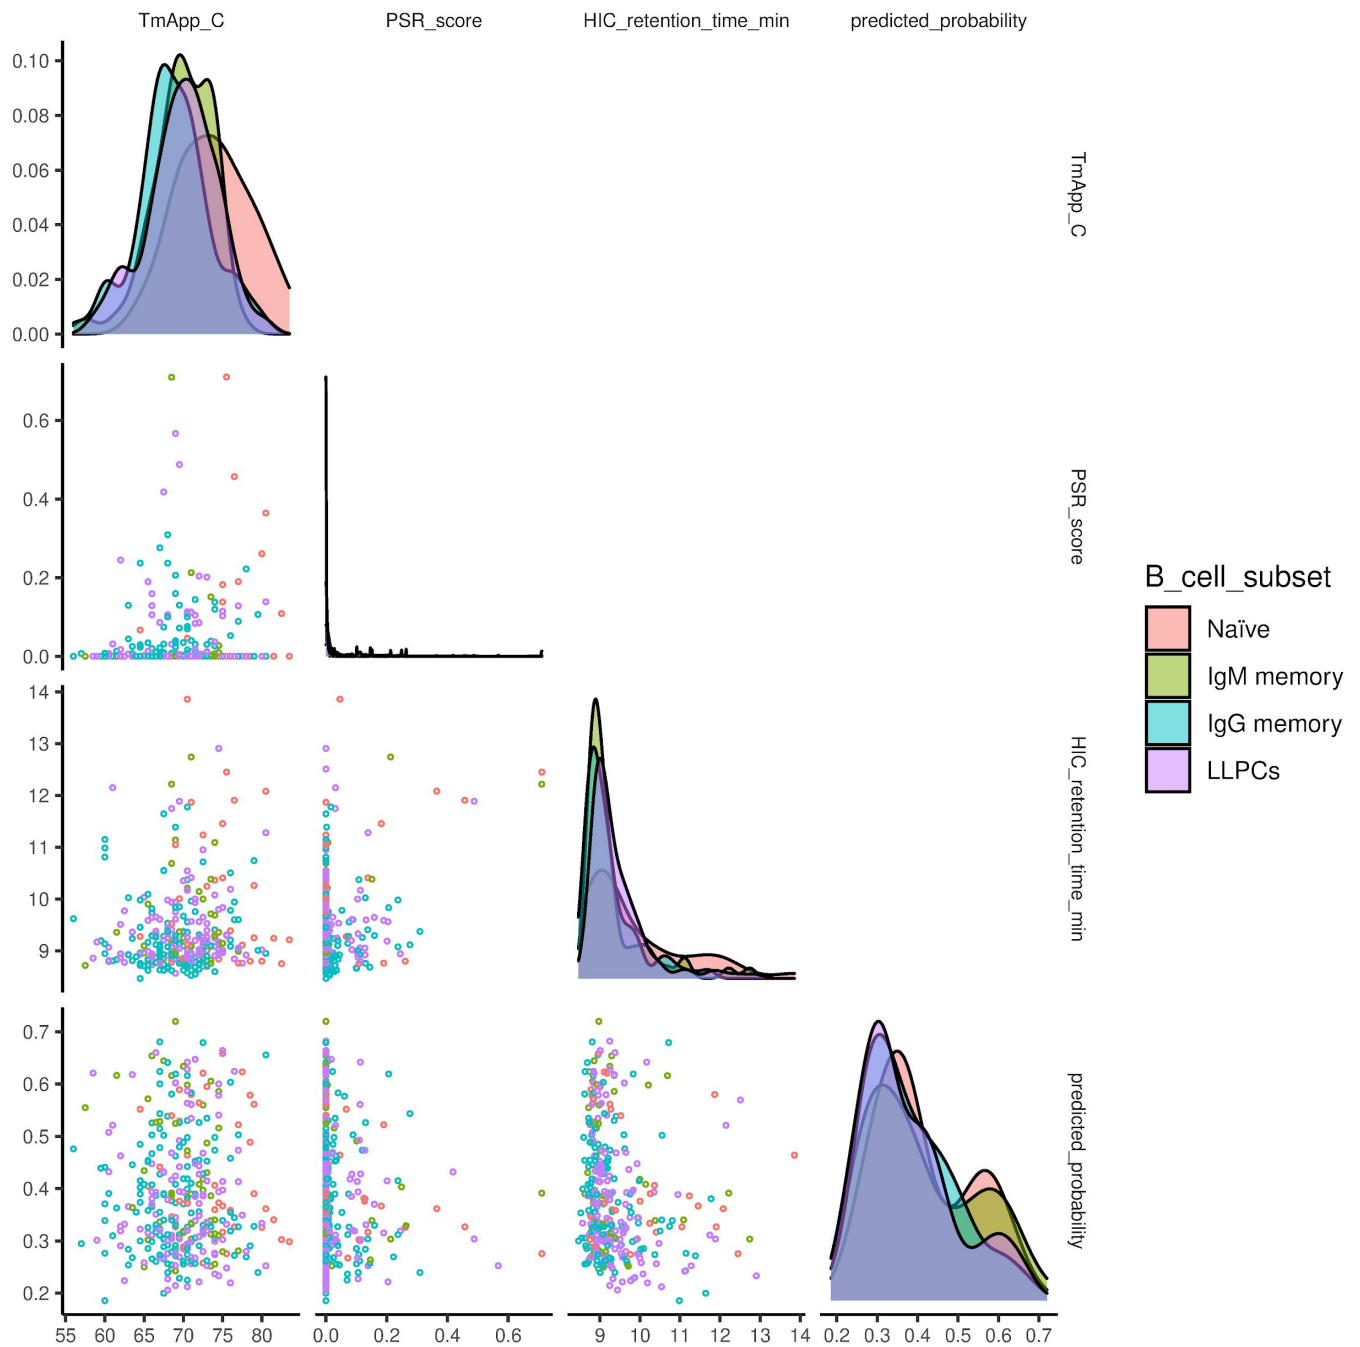 TmApp_C PSR_score HIC_retention_time_min predicted_probability
0.10
0.08
0.06
0.04
0.02
0.00
TmApp_C
0.6
0.4
0.2
0.0
PSR_score
14
13
12
11
10
9
HIC_retention_time_min
0.7
0.6
0.5
0.4
0.3
0.2
predicted_probability
55 60 65 70 75 80 0.0 0.2 0.4 0.6 9 10 11 12 13 14 0.2 0.3 0.4 0.5 0.6 0.7
B_cell_subset
Naïve
IgM memory
IgG memory
LLPCs